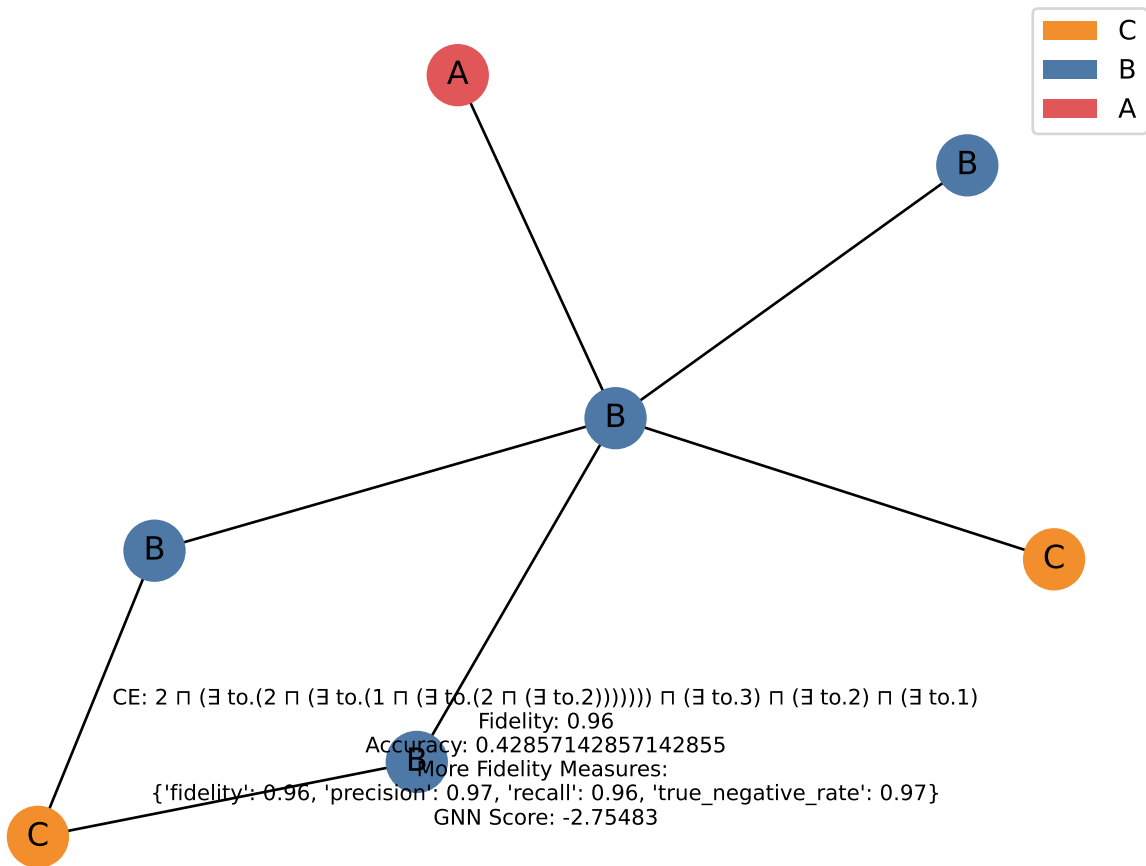 C
B
A
A
B
B
B
C
CE: 2 ⊓ (∃ to.(2 ⊓ (∃ to.(1 ⊓ (∃ to.(2 ⊓ (∃ to.2))))))) ⊓ (∃ to.3) ⊓ (∃ to.2) ⊓ (∃ to.1)
Fidelity: 0.96
Accuracy: 0.42857142857142855
B
More Fidelity Measures:
{'fidelity': 0.96, 'precision': 0.97, 'recall': 0.96, 'true_negative_rate': 0.97}
GNN Score: -2.75483
C